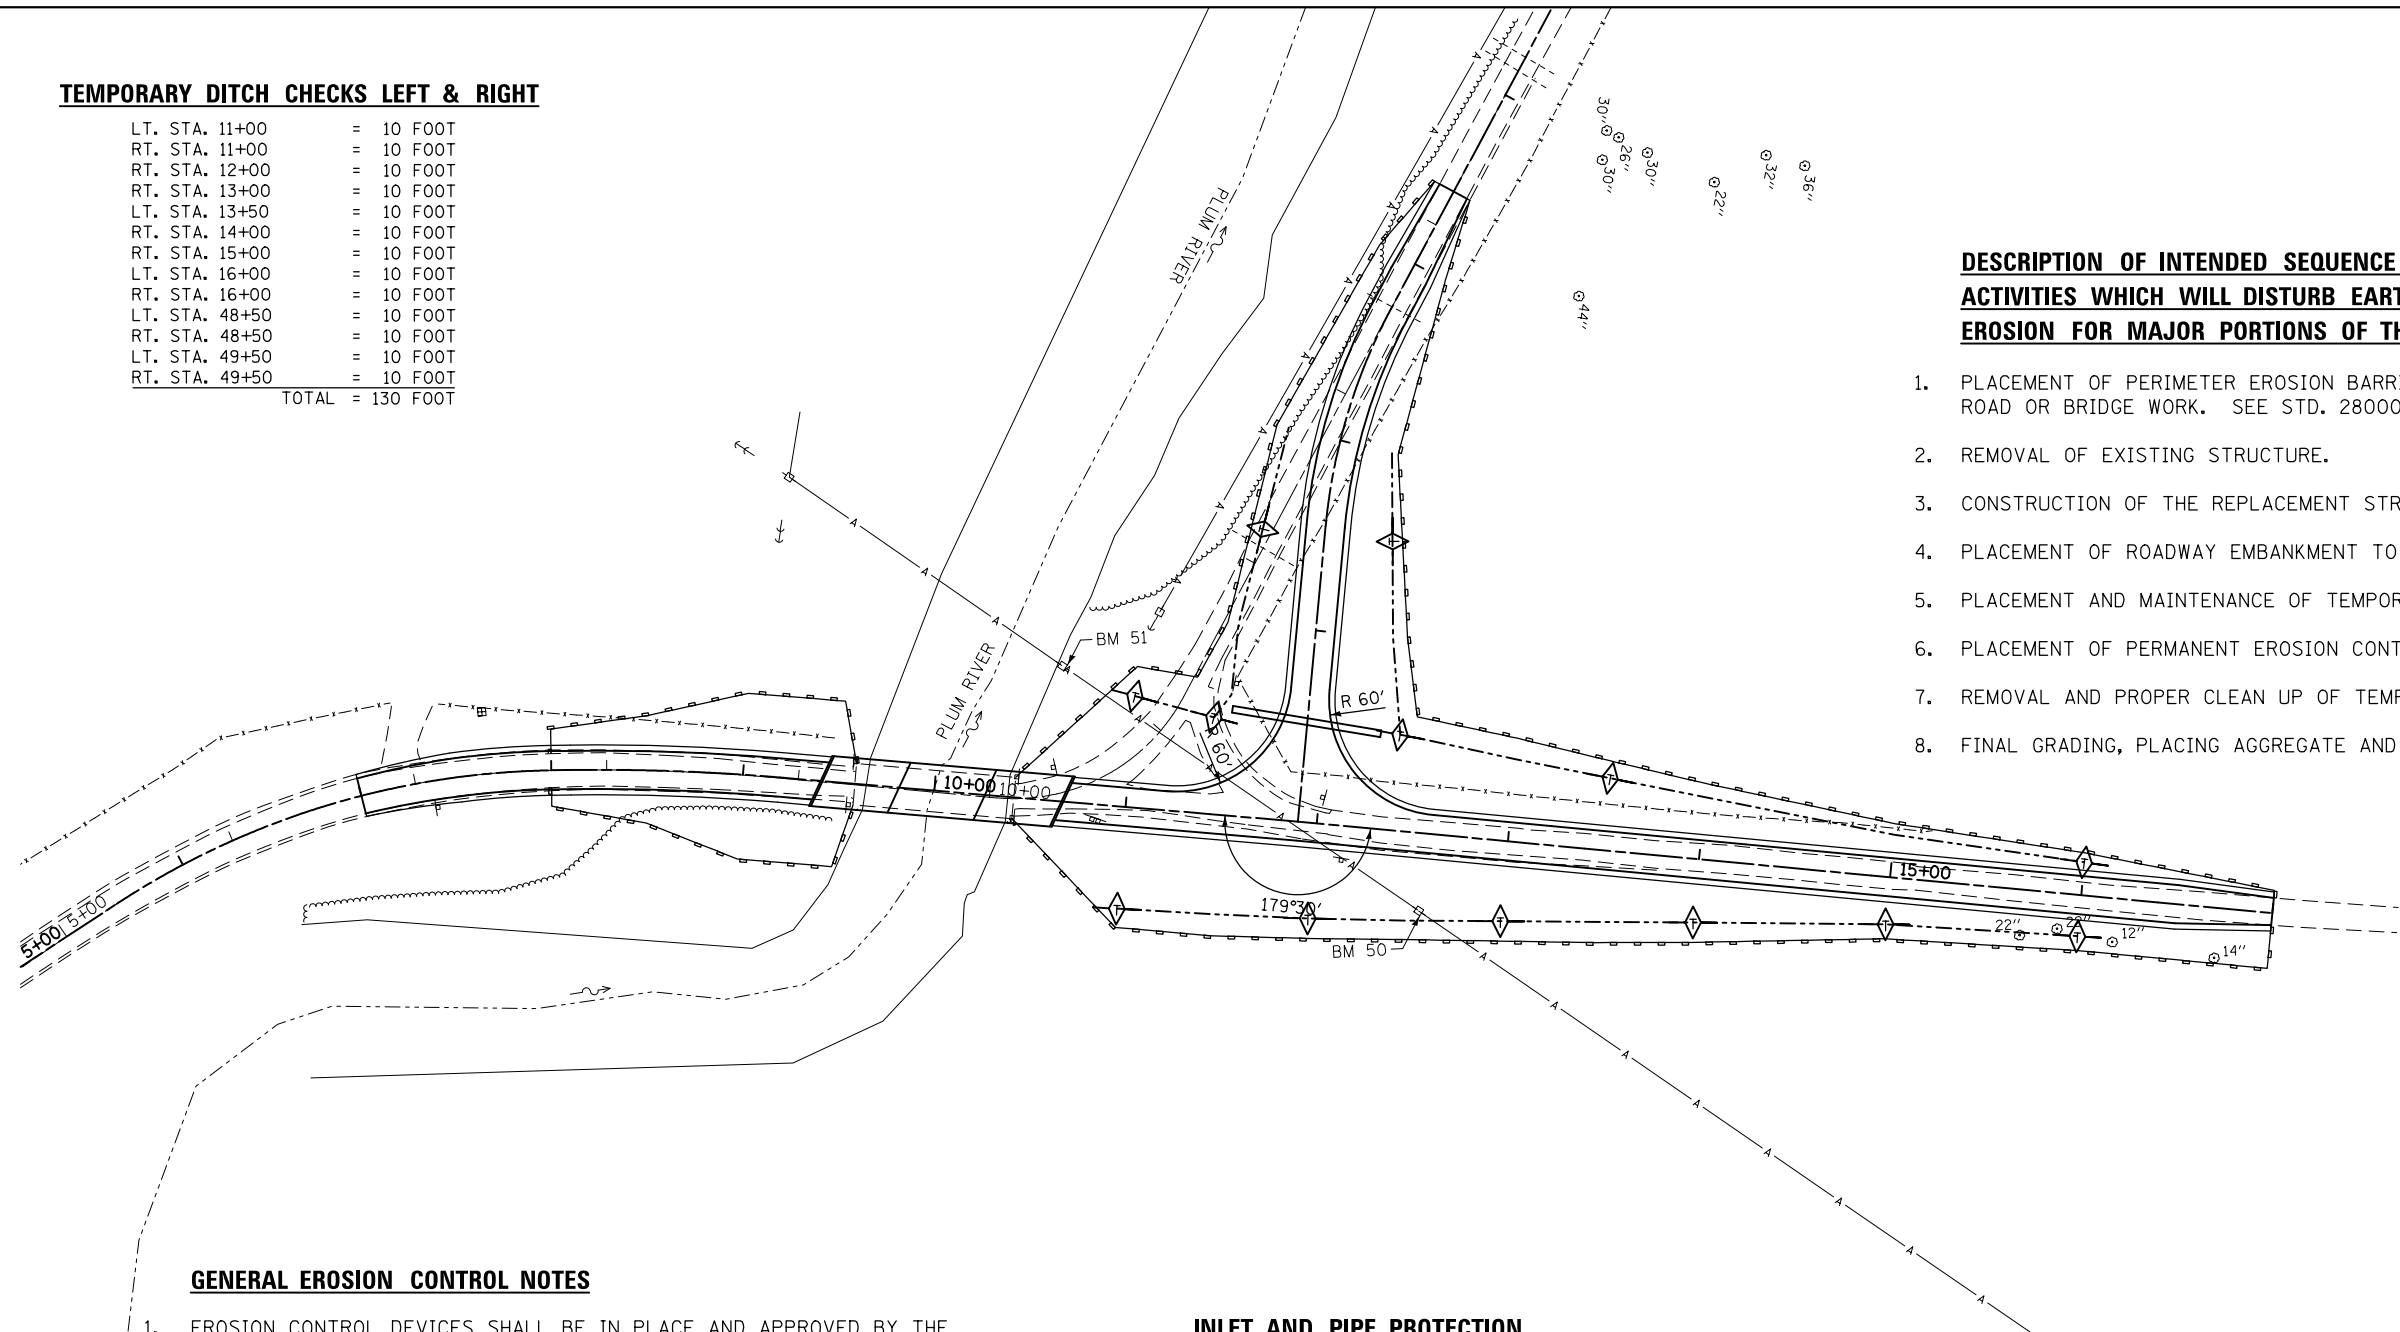 TEMPORARY DITCH CHECKS LEFT & RIGHT
LT. STA. 11+00 = 10 FOOT
RT. STA. 11+00 = 10 FOOT
RT. STA. 12+00 = 10 FOOT
RT. STA. 13+00 = 10 FOOT
LT. STA. 13+50 = 10 FOOT
RT. STA. 14+00 = 10 FOOT
RT. STA. 15+00 = 10 FOOT
LT. STA. 16+00 = 10 FOOT
RT. STA. 16+00 = 10 FOOT
LT. STA. 48+50 = 10 FOOT
RT. STA. 48+50 = 10 FOOT
LT. STA. 49+50 = 10 FOOT
RT. STA. 49+50 = 10 FOOT
TOTAL = 130 FOOT
PLUM RIVER
30"
26"
30"
30"
22"
32"
36"
44"
DESCRIPTION OF INTENDED SEQUENCE
ACTIVITIES WHICH WILL DISTURB EART
EROSION FOR MAJOR PORTIONS OF TH
1. PLACEMENT OF PERIMETER EROSION BARRI
ROAD OR BRIDGE WORK. SEE STD. 28000
2. REMOVAL OF EXISTING STRUCTURE.
3. CONSTRUCTION OF THE REPLACEMENT STR
4. PLACEMENT OF ROADWAY EMBANKMENT TO
5. PLACEMENT AND MAINTENANCE OF TEMPOR
6. PLACEMENT OF PERMANENT EROSION CONT
7. REMOVAL AND PROPER CLEAN UP OF TEMP
8. FINAL GRADING, PLACING AGGREGATE AND
BM 51
PLUM RIVER
R 60'
R 60'
10+00
10+00
15+00
5+00
5+00
179°30'
BM 50
22"
22"
12"
14"
GENERAL EROSION CONTROL NOTES
1. EROSION CONTROL DEVICES SHALL BE IN PLACE AND APPROVED BY THE
INLET AND PIPE PROTECTION